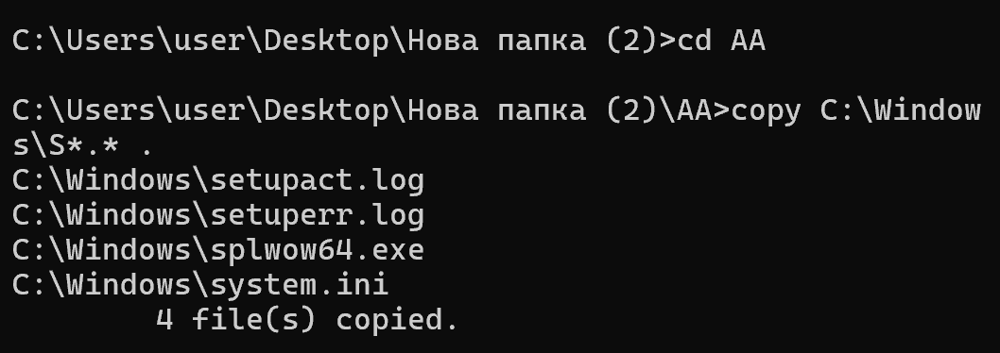 C:\Users\user\Desktop\Нова папка (2)>cd AA
C:\Users\user\Desktop\Нова папка (2)\AA>copy C:\Window
s\S*.* .
C:\Windows\setupact.log
C:\Windows\setuperr.log
C:\Windows\splwow64.exe
C:\Windows\system.ini
        4 file(s) copied.